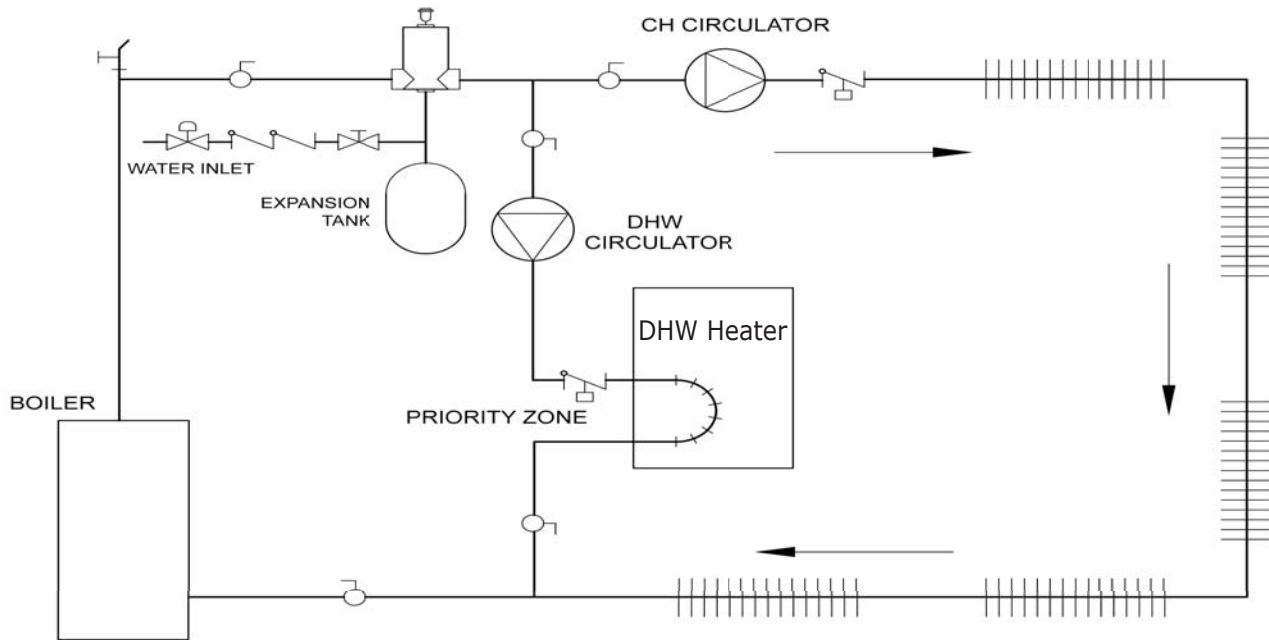 CH CIRCULATOR
WATER INLET
EXPANSION
TANK
DHW
CIRCULATOR
DHW Heater
BOILER
PRIORITY ZONE